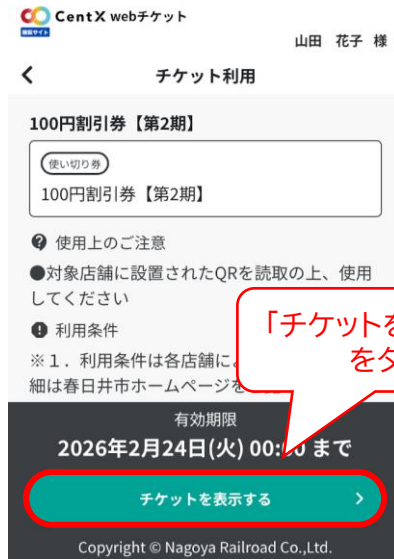 CentX webチケット
山田 花子 様
チケット利用
100円割引券【第2期】
使い切り券
100円割引券【第2期】
使用上のご注意
●対象店舗に設置されたQRを読取の上、使用
してください
利用条件
「チケットを
をタ
※1. 利用条件は各店舗に
細は春日井市ホームページを
有効期限
2026年2月24日(火) 00:00 まで
チケットを表示する
Copyright © Nagoya Railroad Co.,Ltd.